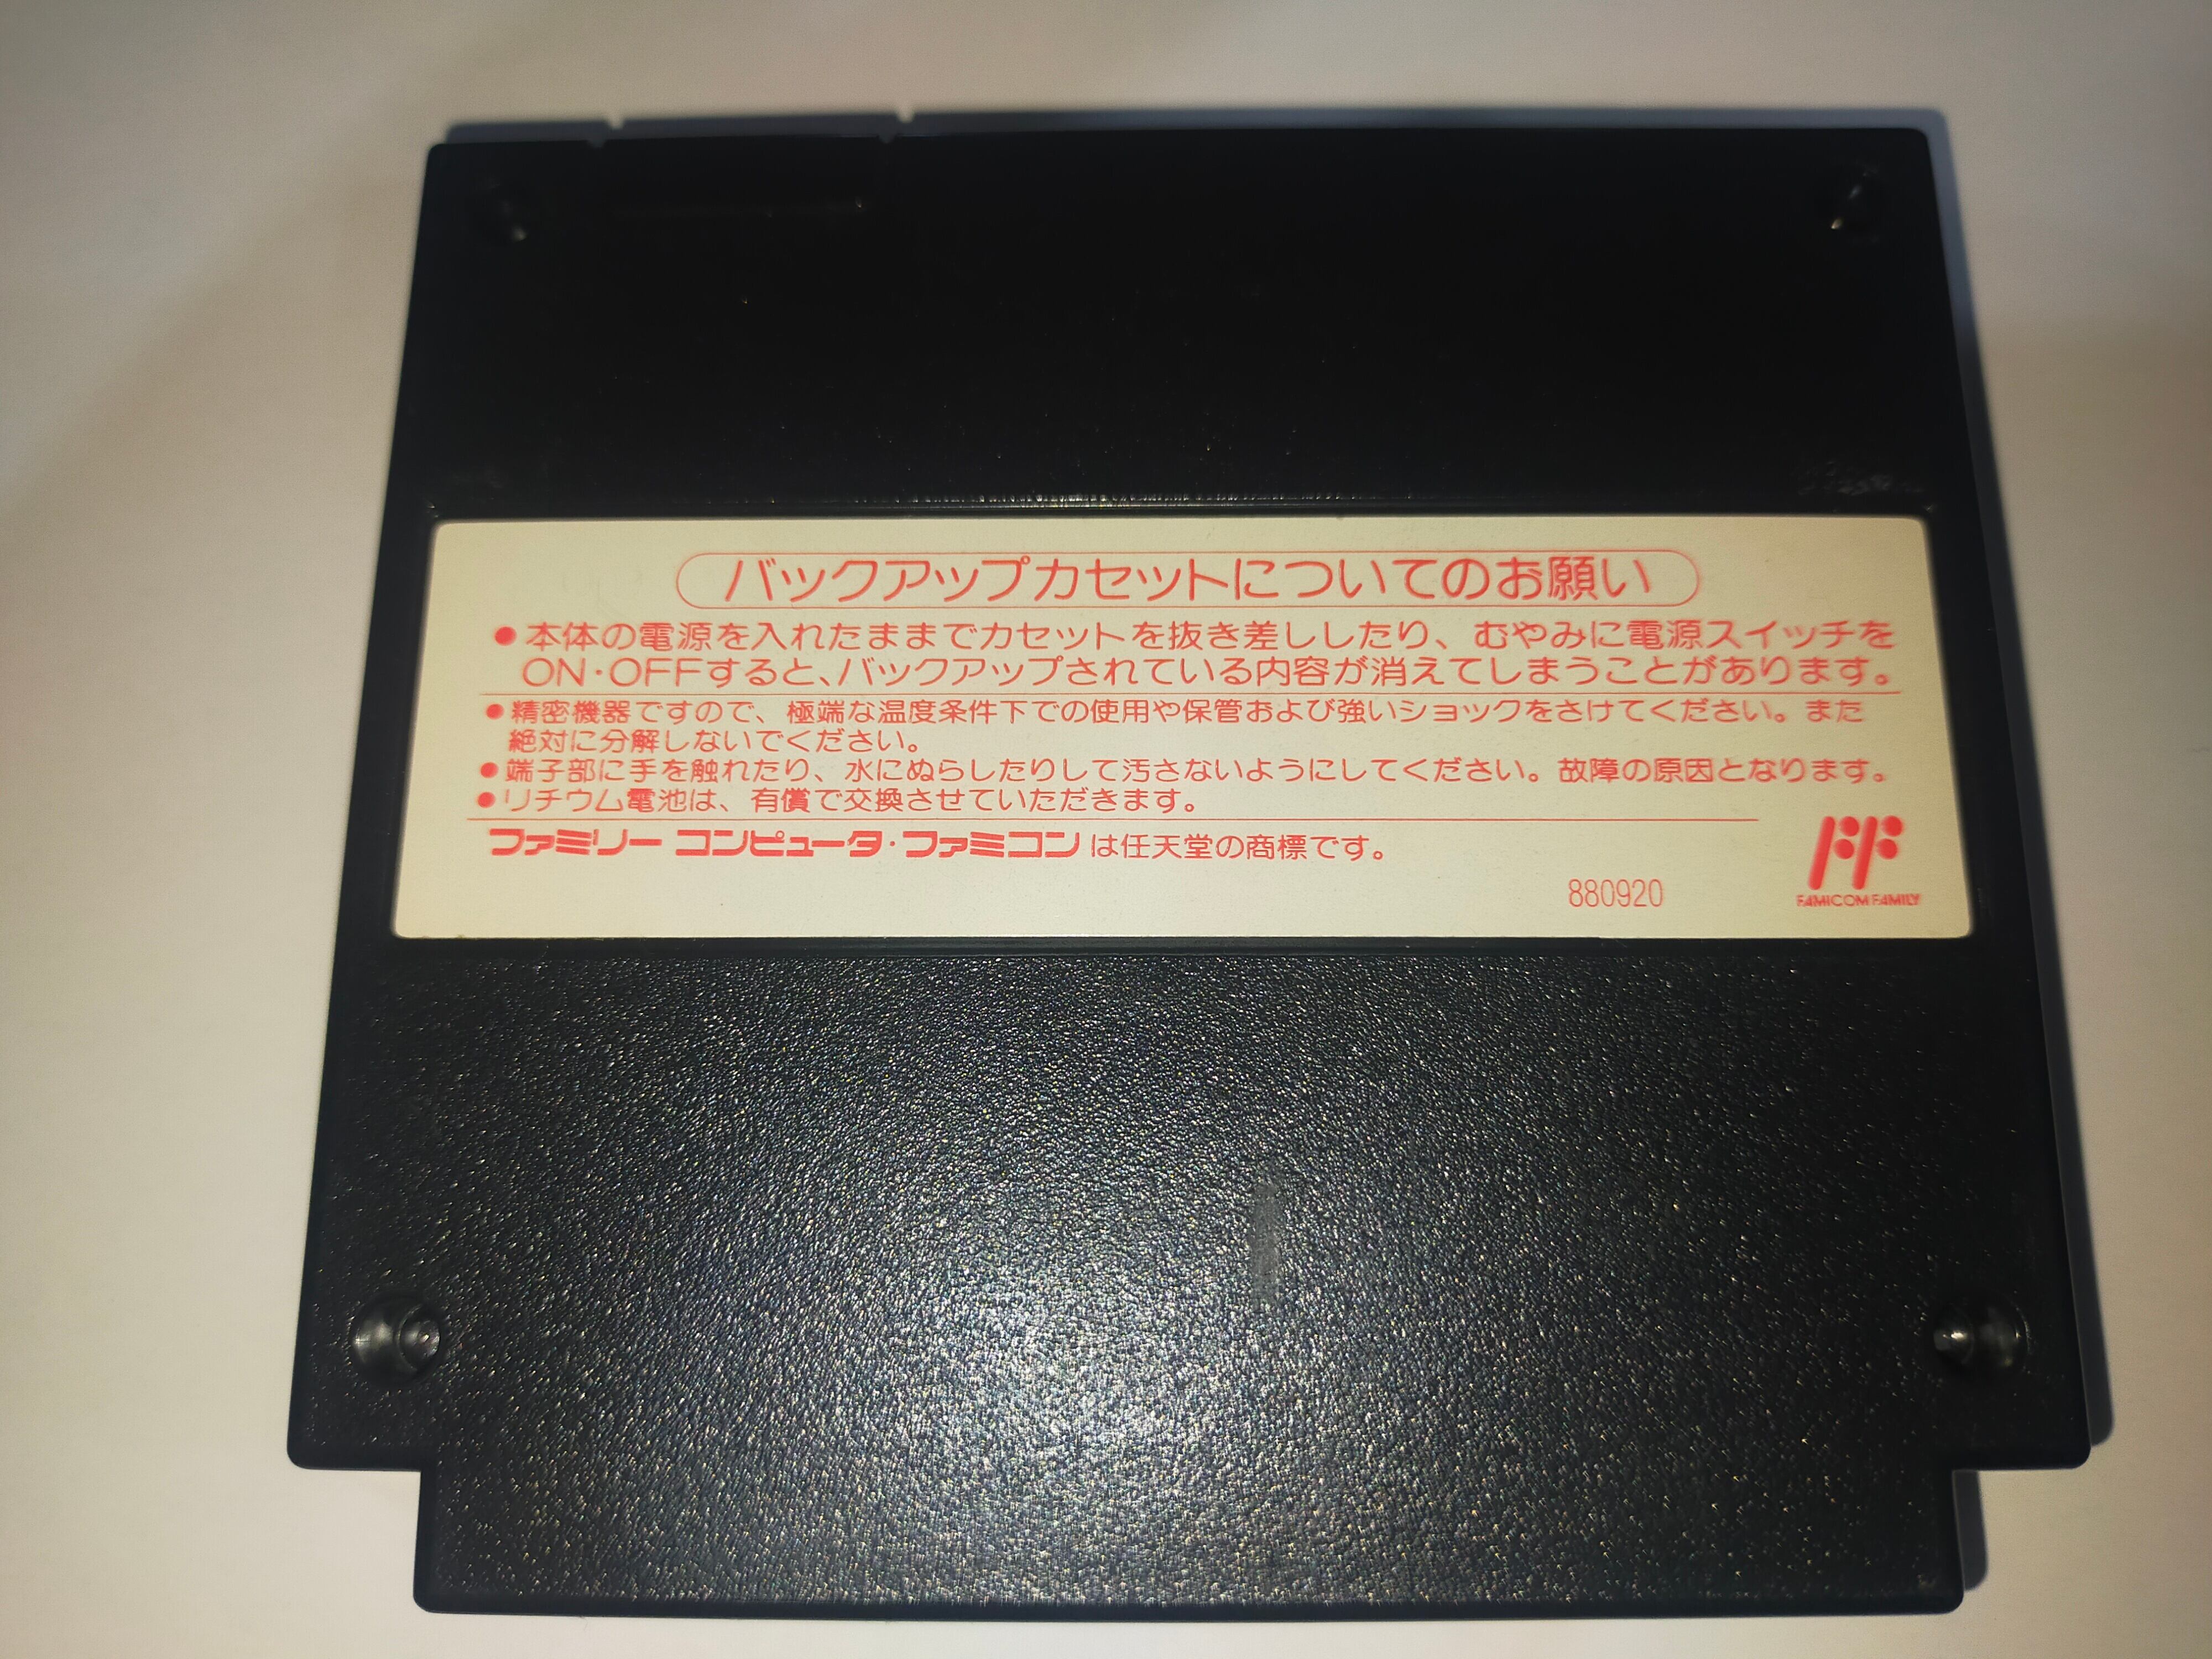 バックアップカセットについてのお願い
●本体の電源を入れたままでカセットを抜き差ししたり、むやみに電源スイッチを
ON・OFFすると、バックアップされている内容が消えてしまうことがあります。
●精密機器ですので、極端な温度条件下での使用や保管および強いショックをさけてください。また
絶対に分解しないでください。
●端子部に手を触れたり、水にぬらしたりして汚さないようにしてください。故障の原因となります。
●リチウム電池は、有償で交換させていただきます。
ファミリー コンピュータ・ファミコンは任天堂の商標です。
880920
FAMICOM FAMILY